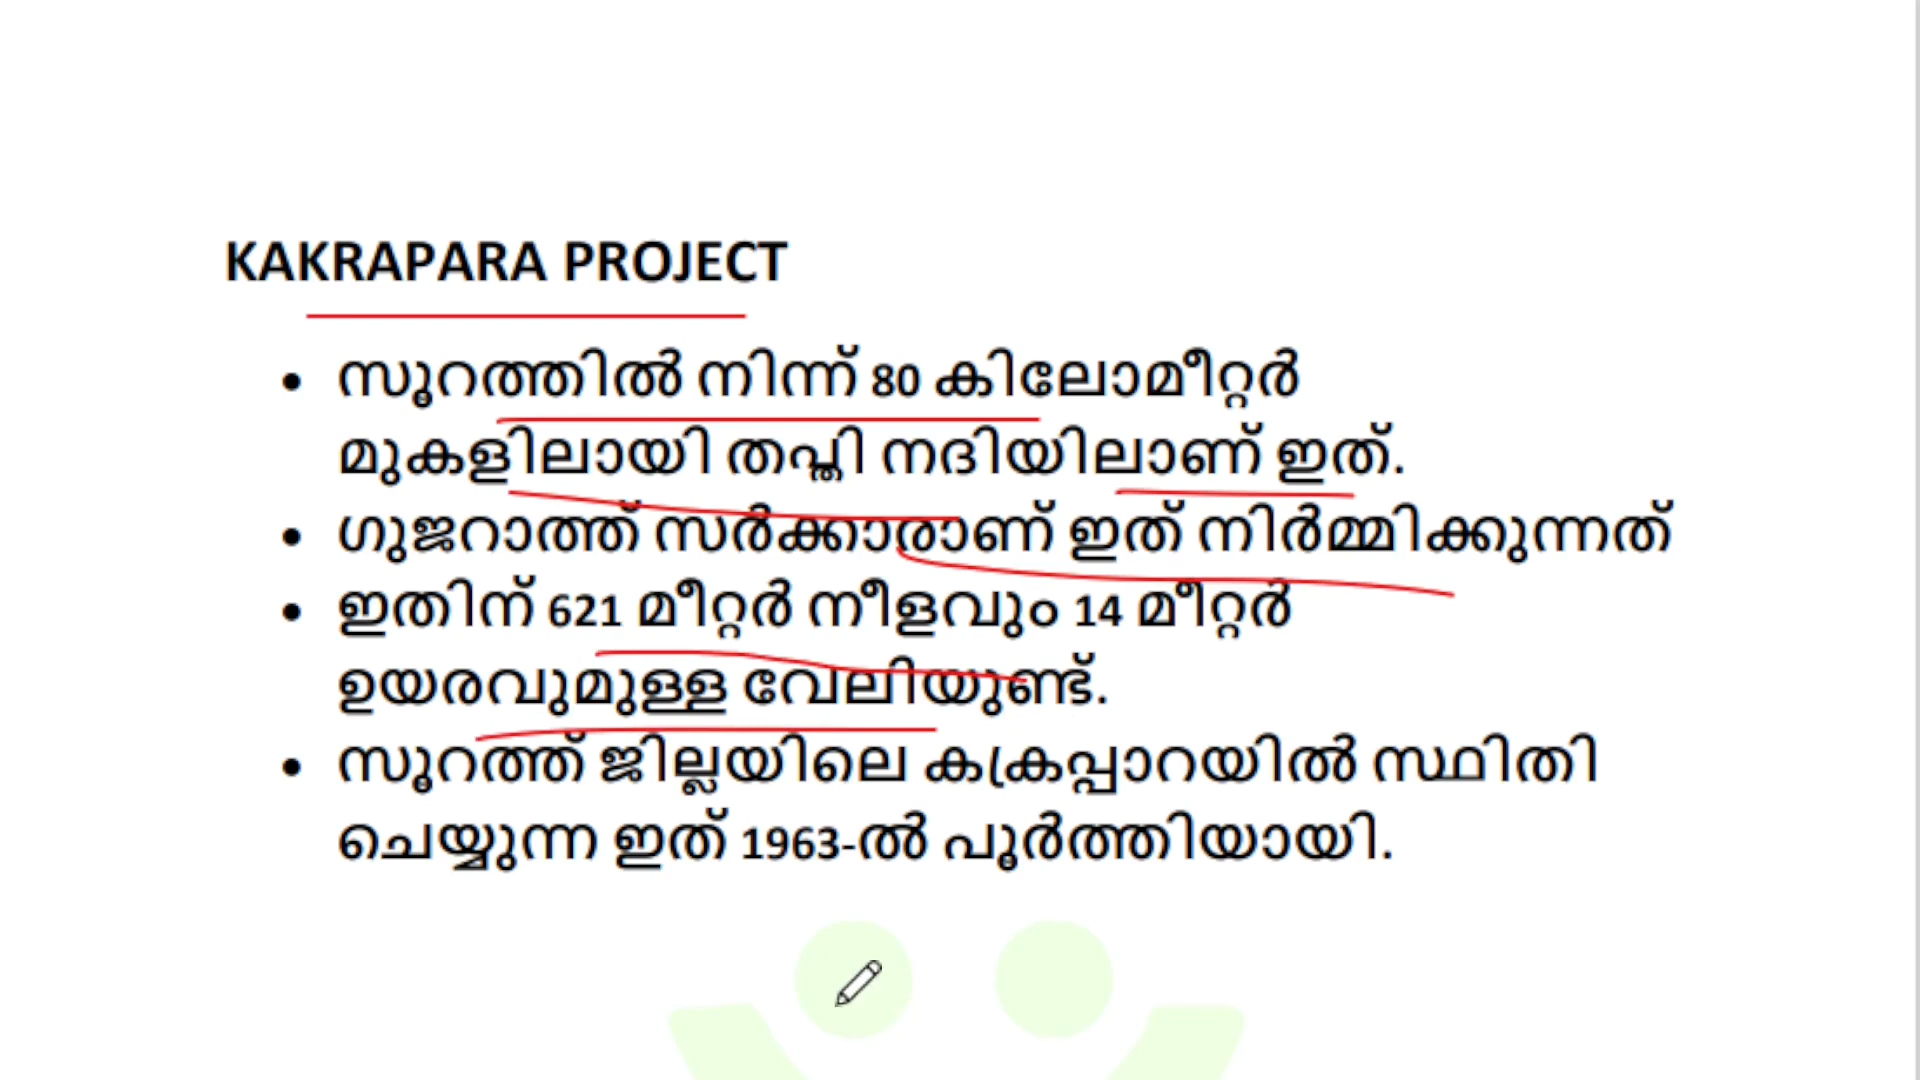 KAKRAPARA PROJECT
• സൂറത്തിൽ നിന്ന് 80 കിലോമീറ്റർ
മുകളിലായി തപ്തി നദിയിലാണ് ഇത്.
• ഗുജറാത്ത് സർക്കാരാണ് ഇത് നിർമ്മിക്കുന്നത്
• ഇതിന് 621 മീറ്റർ നീളവും 14 മീറ്റർ
ഉയരവുമുള്ള വേലിയുണ്ട്.
• സൂറത്ത് ജില്ലയിലെ കക്രപ്പാറയിൽ സ്ഥിതി
ചെയ്യുന്ന ഇത് 1963-ൽ പൂർത്തിയായി.